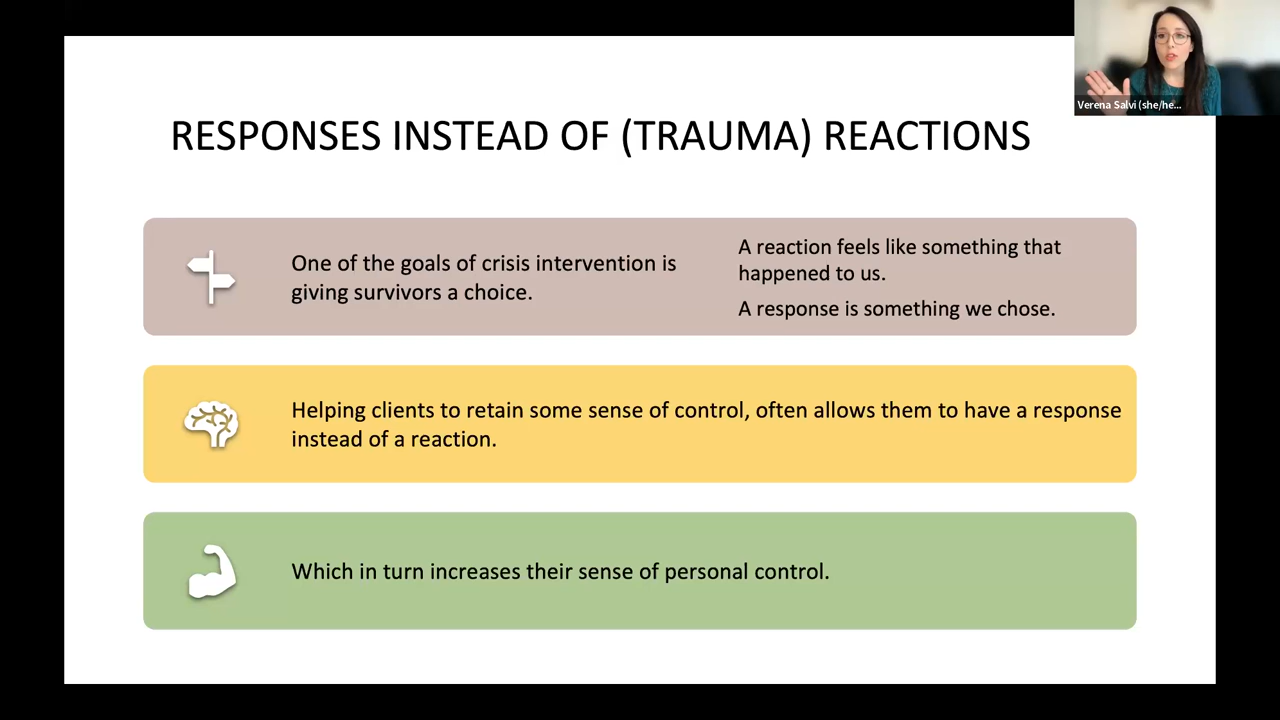 Verena Salvi (she/he...
RESPONSES INSTEAD OF (TRAUMA) REACTIONS
One of the goals of crisis intervention is
giving survivors a choice.
A reaction feels like something that
happened to us.
A response is something we chose.
Helping clients to retain some sense of control, often allows them to have a response
instead of a reaction.
Which in turn increases their sense of personal control.